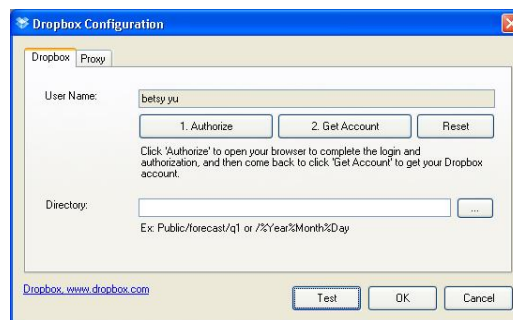 Dropbox Configuration
Dropbox Proxy
User Name: betsy yu
1. Authorize 2. Get Account Reset
Click 'Authorize' to open your browser to complete the login and
authorization, and then come back to click 'Get Account' to get your Dropbox
account.
Directory: ...
Ex: Public/forecast/q1 or /%Year%Month%Day
Dropbox, www.dropbox.com
Test OK Cancel